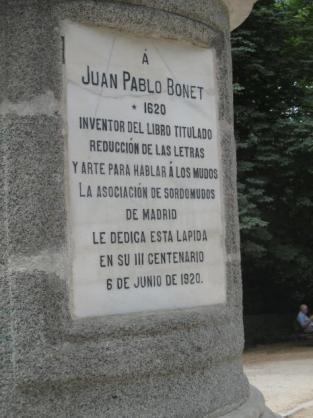 Á
JUAN PABLO BONET
* 1620
INVENTOR DEL LIBRO TITULADO
REDUCCIÓN DE LAS LETRAS
Y ARTE PARA HABLAR Á LOS MUDOS
LA ASOCIACIÓN DE SORDOMUDOS
DE MADRID
LE DEDICA ESTA LAPIDA
EN SU III CENTENARIO
6 DE JUNIO DE 1920.